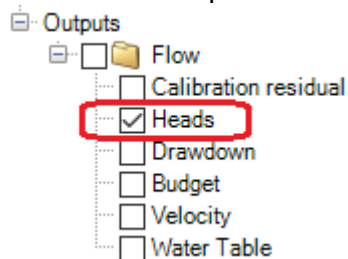 Outputs
Flow
Calibration residual
Heads
Drawdown
Budget
Velocity
Water Table